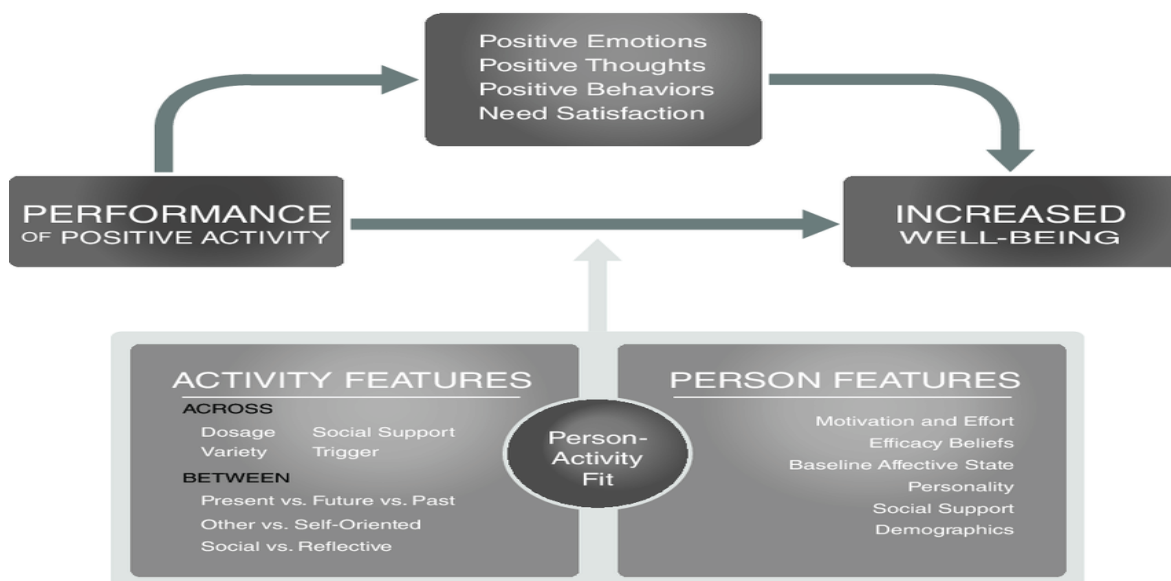 Positive Emotions
Positive Thoughts
Positive Behaviors
Need Satisfaction
PERFORMANCE
OF POSITIVE ACTIVITY
INCREASED
WELL-BEING
ACTIVITY FEATURES
ACROSS
Dosage Social Support
Variety Trigger
BETWEEN
Present vs. Future vs. Past
Other vs. Self-Oriented
Social vs. Reflective
Person-
Activity
Fit
PERSON FEATURES
Motivation and Effort
Efficacy Beliefs
Baseline Affective State
Personality
Social Support
Demographics